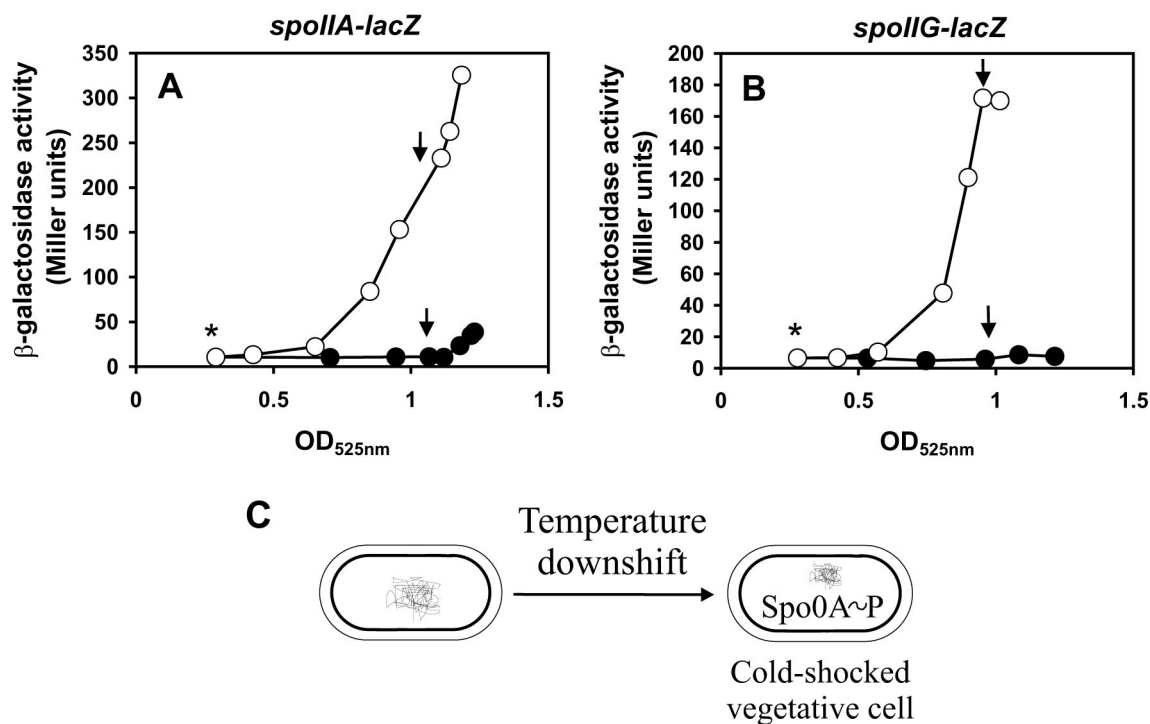 spoIIA-lacZ
A
β-galactosidase activity
(Miller units)
350
300
250
200
150
100
50
0
*
0
0.5
1
1.5
OD525nm
spoIIG-lacZ
B
β-galactosidase activity
(Miller units)
200
180
160
140
120
100
80
60
40
20
0
*
0
0.5
1
1.5
OD525nm
C
Temperature
downshift
Spo0A~P
Cold-shocked
vegetative cell